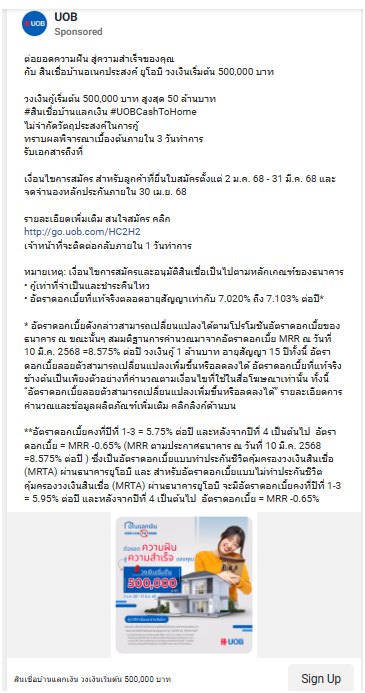 UOB
Sponsored
ต่อยอดความฝัน สู่ความสำเร็จของคุณ
กับ สินเชื่อบ้านอเนกประสงค์ ยูโอบี วงเงินเริ่มต้น 500,000 บาท
วงเงินกู้เริ่มต้น 500,000 บาท สูงสุด 50 ล้านบาท
#สินเชื่อบ้านแลกเงิน #UOBCashToHome
ไม่จำกัดวัตถุประสงค์ในการกู้
ทราบผลพิจารณาเบื้องต้นภายใน 3 วันทำการ
รับเอกสารถึงที่
เงื่อนไขการสมัคร สำหรับลูกค้าที่ยื่นใบสมัครตั้งแต่ 2 ม.ค. 68 - 31 มี.ค. 68 และ
จดจำนองหลักประกันภายใน 30 เม.ย. 68
รายละเอียดเพิ่มเติม สนใจสมัคร คลิก
http://go.uob.com/HC2H2
เจ้าหน้าที่จะติดต่อกลับภายใน 1 วันทำการ
หมายเหตุ: เงื่อนไขการสมัครและอนุมัติสินเชื่อเป็นไปตามหลักเกณฑ์ของธนาคาร
• กู้เท่าที่จำเป็นและชำระคืนไหว
• อัตราดอกเบี้ยที่แท้จริงตลอดอายุสัญญาเท่ากับ 7.020% ถึง 7.103% ต่อปี*
* อัตราดอกเบี้ยดังกล่าวสามารถเปลี่ยนแปลงได้ตามโปรโมชันอัตราดอกเบี้ยของ
ธนาคาร ณ ขณะนั้นๆ สมมติฐานการคำนวณมาจากอัตราดอกเบี้ย MRR ณ วันที่
10 มี.ค. 2568 =8.575% ต่อปี วงเงินกู้ 1 ล้านบาท อายุสัญญา 15 ปีทั้งนี้ อัตรา
ดอกเบี้ยลอยตัวสามารถเปลี่ยนแปลงเพิ่มขึ้นหรือลดลงได้ อัตราดอกเบี้ยที่แท้จริง
ข้างต้นเป็นเพียงตัวอย่างที่คำนวณตามเงื่อนไขที่ใช้ในสื่อโฆษณาเท่านั้น ทั้งนี้
"อัตราดอกเบี้ยลอยตัวสามารถเปลี่ยนแปลงเพิ่มขึ้นหรือลดลงได้" รายละเอียดการ
คำนวณและข้อมูลผลิตภัณฑ์เพิ่มเติม คลิกลิงก์ด้านบน
**อัตราดอกเบี้ยคงที่ปีที่ 1-3 = 5.75% ต่อปี และหลังจากปีที่ 4 เป็นต้นไป อัตรา
ดอกเบี้ย = MRR -0.65% (MRR ตามประกาศธนาคาร ณ วันที่ 10 มี.ค. 2568
=8.575% ต่อปี ) ซึ่งเป็นอัตราดอกเบี้ยแบบทำประกันชีวิตคุ้มครองวงเงินสินเชื่อ
(MRTA) ผ่านธนาคารยูโอบี และ สำหรับอัตราดอกเบี้ยแบบไม่ทำประกันชีวิต
คุ้มครองวงเงินสินเชื่อ (MRTA) ผ่านธนาคารยูโอบี จะมีอัตราดอกเบี้ยคงที่ปีที่ 1-3
= 5.95% ต่อปี และหลังจากปีที่ 4 เป็นต้นไป อัตราดอกเบี้ย = MRR -0.65%
บ้านแลกเงิน
ต่อยอด ความฝัน
สู่ ความสำเร็จ ของคุณ
วงเงินเริ่มต้น
500,000
UOB
สินเชื่อบ้านแลกเงิน วงเงินเริ่มต้น 500,000 บาท
Sign Up